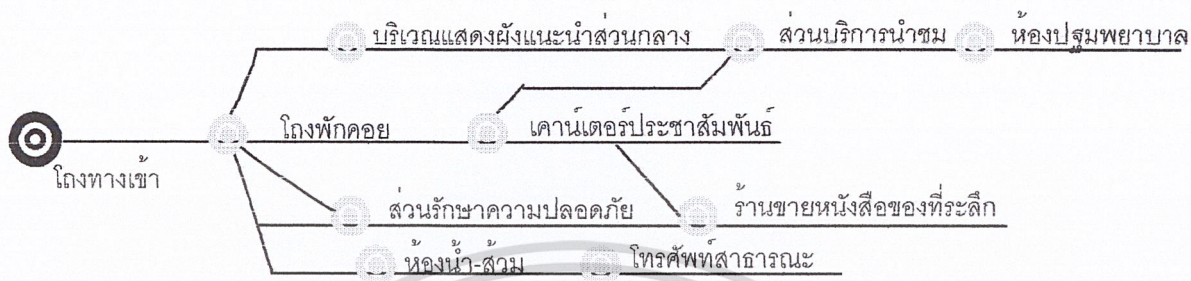 บริเวณแสดงผังแนะนำส่วนกลาง ส่วนบริการนำชม ห้องปฐมพยาบาล
โถงพักคอย เคาน์เตอร์ประชาสัมพันธ์
โถงทางเข้า
ส่วนรักษาความปลอดภัย ร้านขายหนังสือของที่ระลึก
ห้องน้ำ-ส้วม โทรศัพท์สาธารณะ